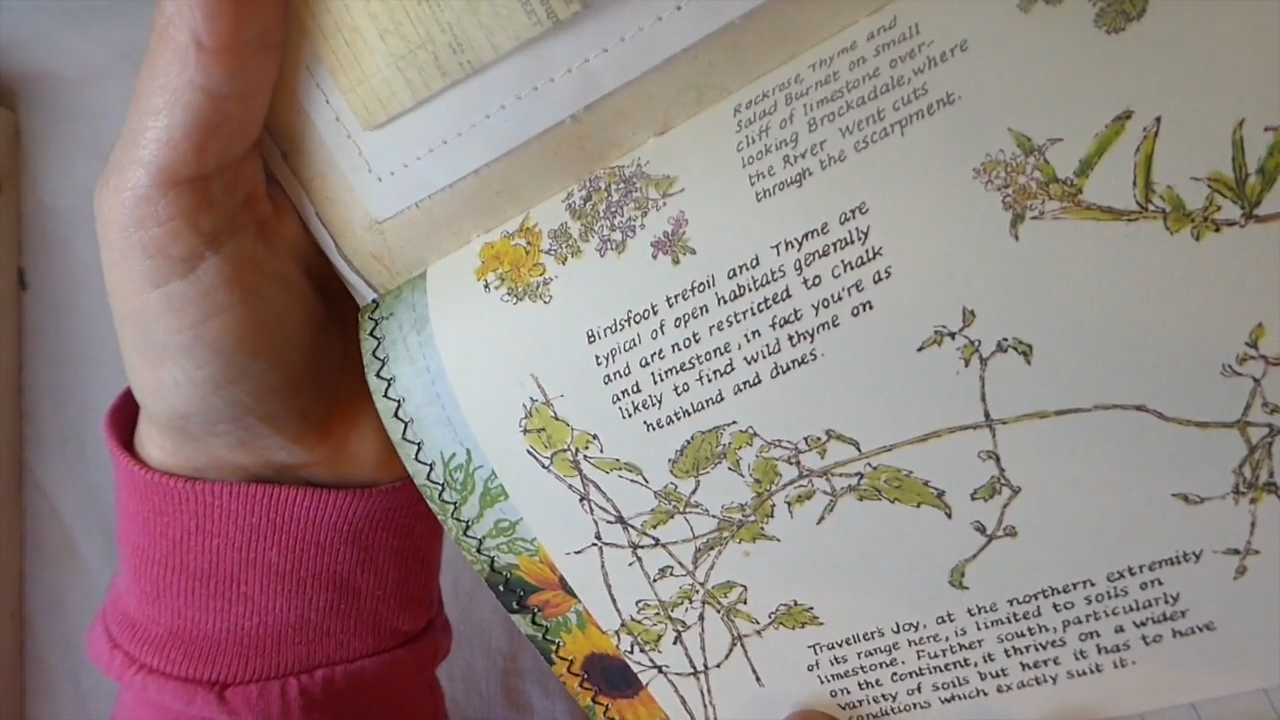 Rockrose, Thyme and
Salad Burnet on small
cliff of limestone over-
looking Brockadale, where
the River Went cuts
through the escarpment.
Birdsfoot trefoil and Thyme are
typical of open habitats generally
and are not restricted to chalk
and limestone, in fact you're as
likely to find wild thyme on
heathland and dunes.
Traveller's Joy, at the northern extremity
of its range here, is limited to soils on
limestone. Further south, particularly
on the Continent, it thrives on a wider
variety of soils but here it has to have
conditions which exactly suit it.